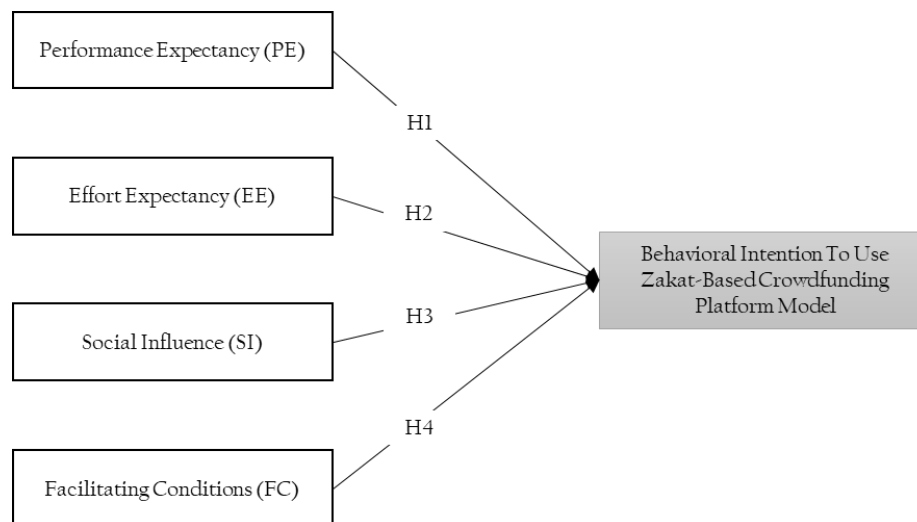 Performance Expectancy (PE)
H1
Effort Expectancy (EE)
H2
Behavioral Intention To Use
Zakat-Based Crowdfunding
Platform Model
H3
Social Influence (SI)
H4
Facilitating Conditions (FC)